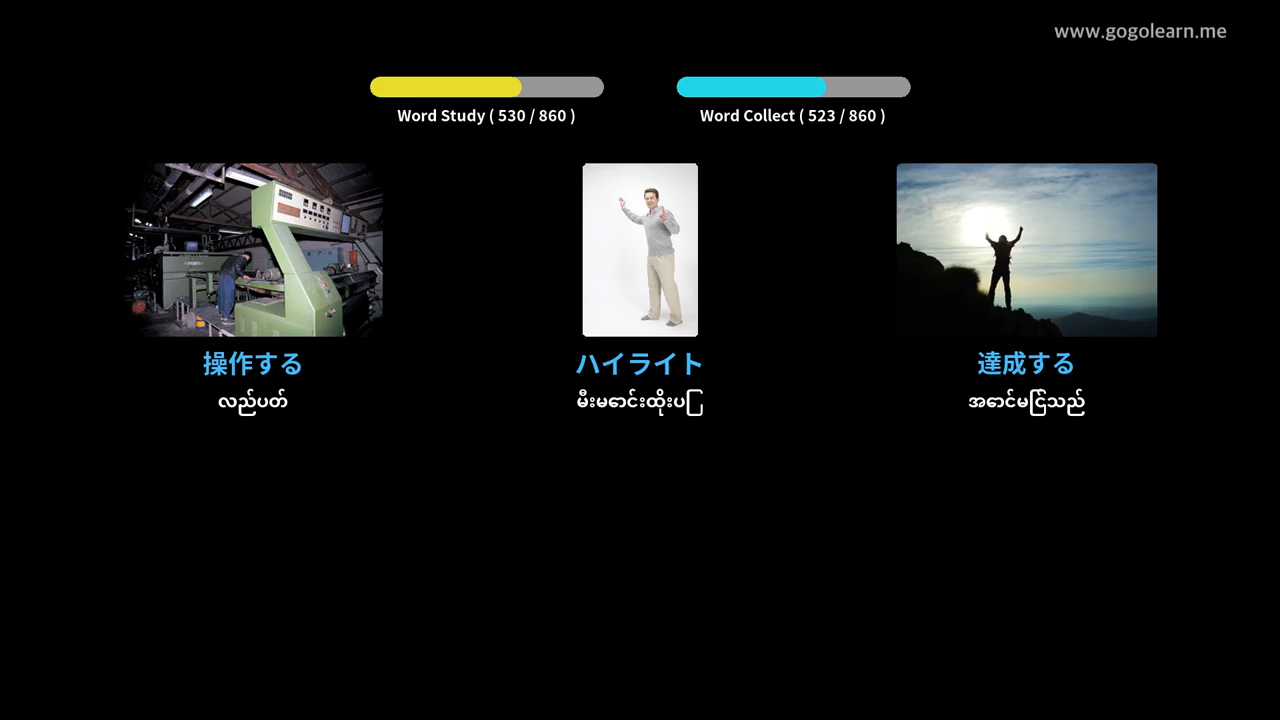 www.gogolearn.me
Word Study ( 530 / 860 )
Word Collect ( 523 / 860 )
操作する
ハイライト
達成する
လည်ပတ်
မီးမောင်းထိုးပြ
အောင်မြင်သည်